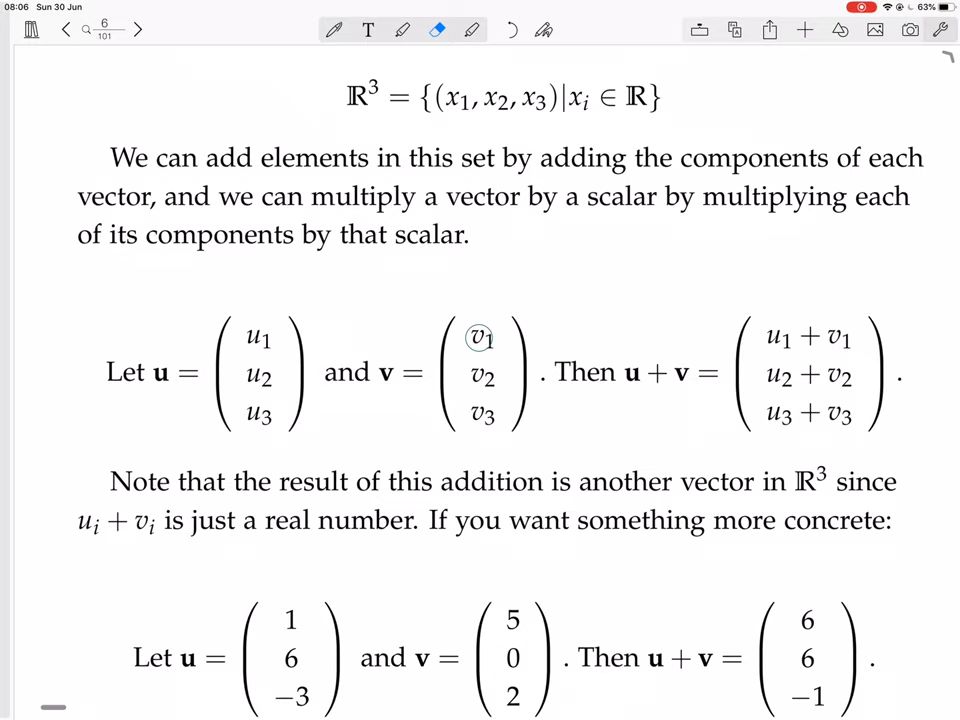 08:06 Sun 30 Jun 63%
6
101
T
ℝ³ = {(x₁, x₂, x₃)|xᵢ ∈ ℝ}
We can add elements in this set by adding the components of each
vector, and we can multiply a vector by a scalar by multiplying each
of its components by that scalar.
Let u = ( u₁ u₂ u₃ ) and v = ( v₁ v₂ v₃ ) . Then u + v = ( u₁ + v₁ u₂ + v₂ u₃ + v₃ ) .
Note that the result of this addition is another vector in ℝ³ since
uᵢ + vᵢ is just a real number. If you want something more concrete:
Let u = ( 1 6 −3 ) and v = ( 5 0 2 ) . Then u + v = ( 6 6 −1 ) .